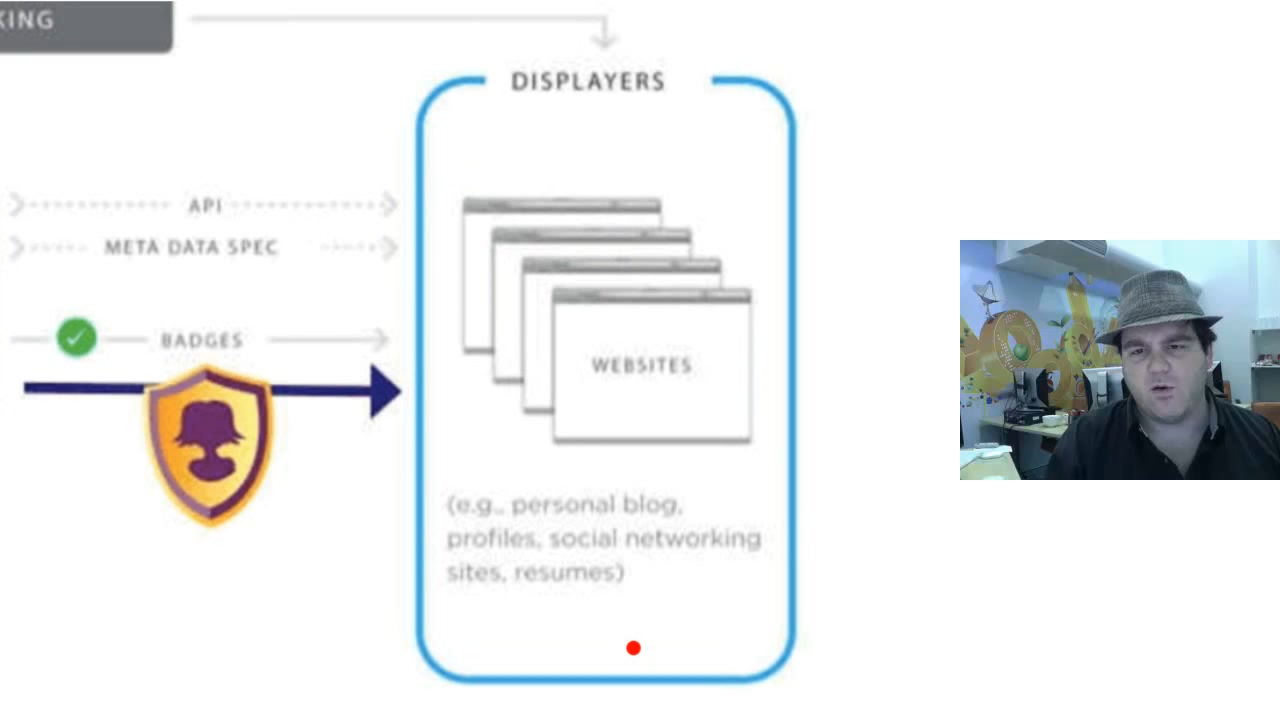 KING
DISPLAYERS
API
META DATA SPEC
BADGES
WEBSITES
(e.g., personal blog,
profiles, social networking
sites, resumes)